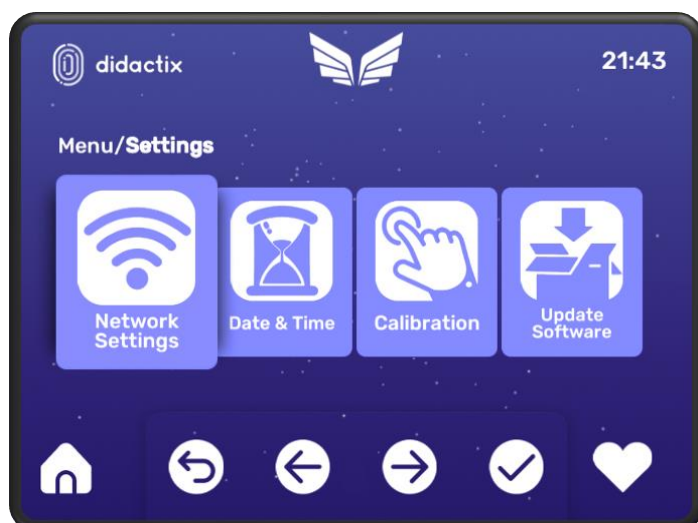 didactix
21:43
Menu/Settings
Network
Settings
Date & Time
Calibration
Update
Software